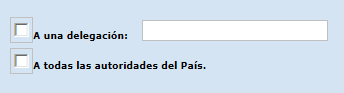 A una delegación:
A todas las autoridades del País.